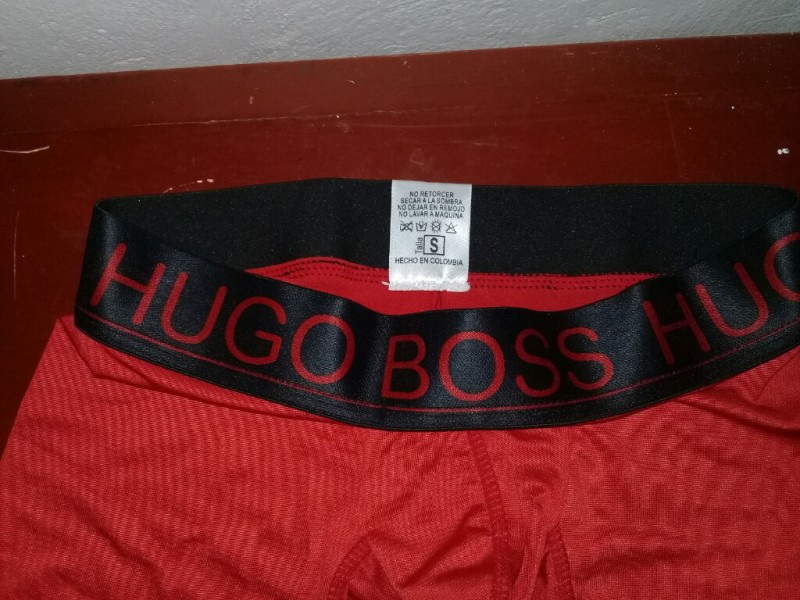 NO RETORCER
SECAR A LA SOMBRA
NO DEJAR EN REMOJO
NO LAVAR A MAQUINA
Talla S
HECHO EN COLOMBIA
HUGO BOSS HUG